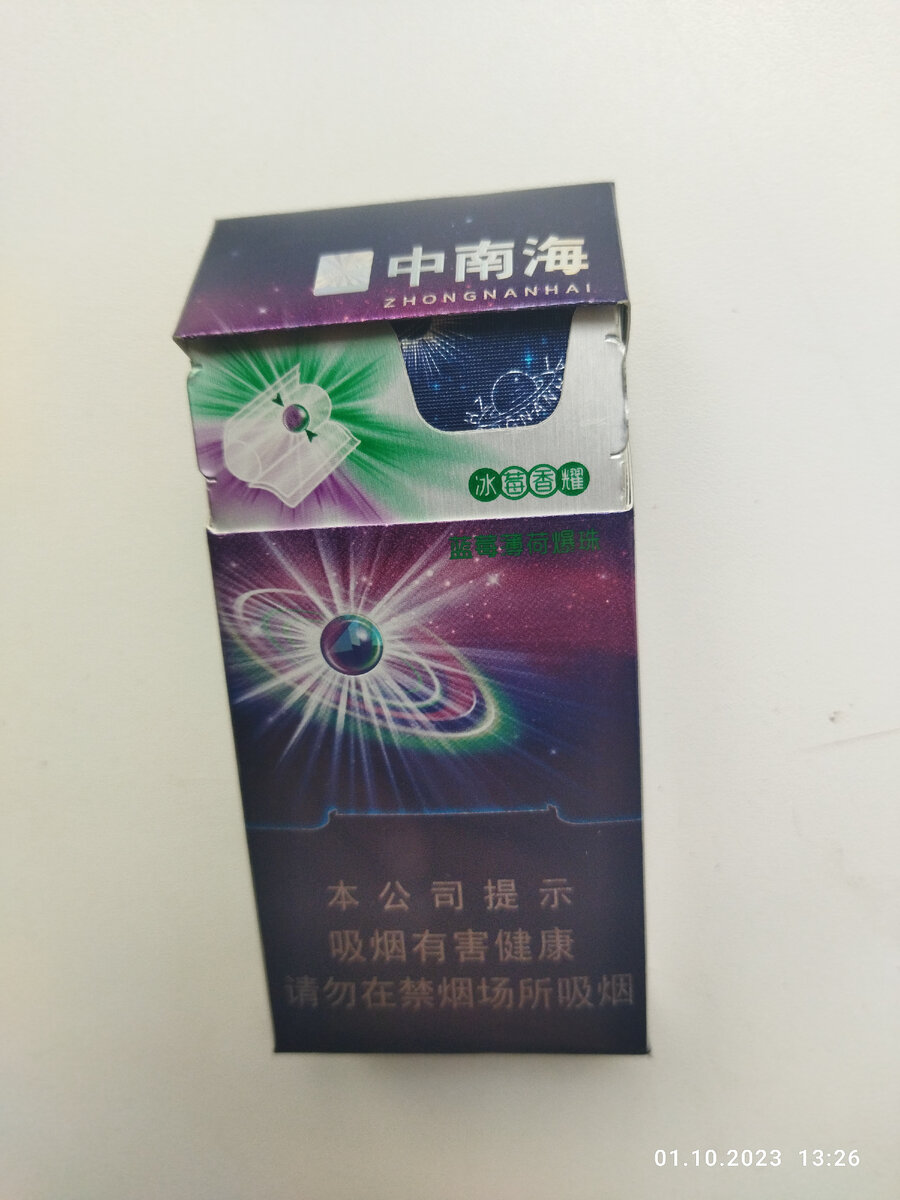 中南海
ZHONGNANHAI
冰莓香耀
蓝莓薄荷爆珠
本公司提示
吸烟有害健康
请勿在禁烟场所吸烟
01.10.2023 13:26